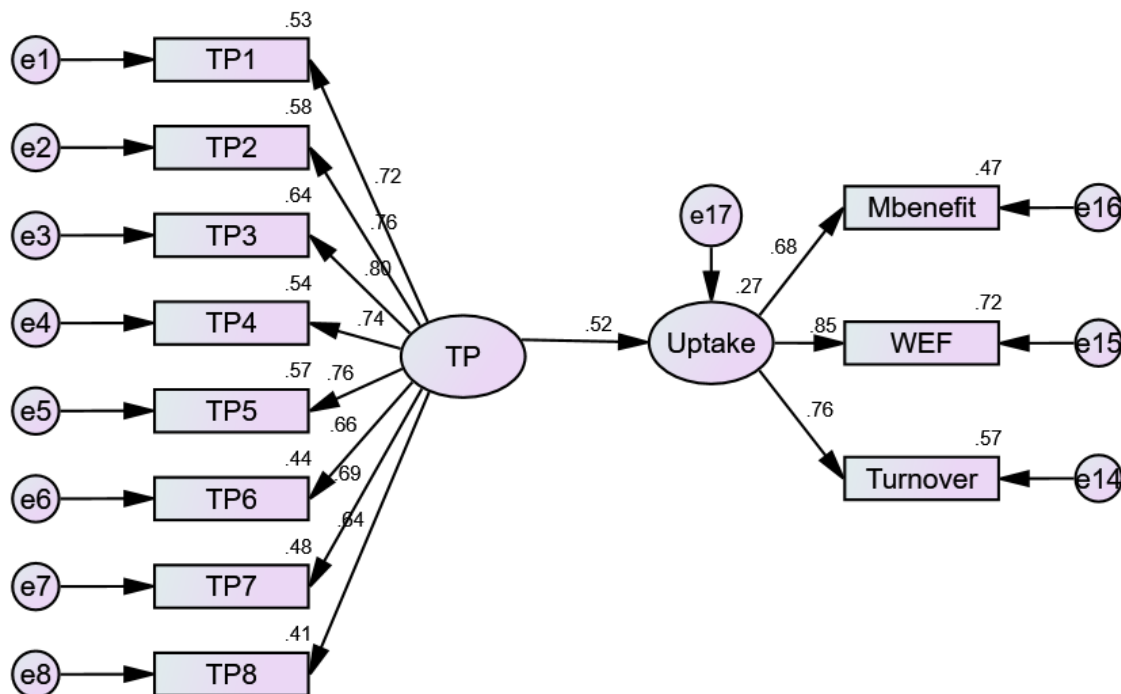 .53
e1 TP1
.58
e2 TP2
.72
.76
.64
e3 TP3
.80
.54
e4 TP4
.74
.57
e5 TP5
.76
.66
.44
e6 TP6
.69
.64
.48
e7 TP7
.41
e8 TP8
TP
.52
e17
.27
Uptake
.68
.47
Mbenefit e16
.85
.72
WEF e15
.76
.57
Turnover e14